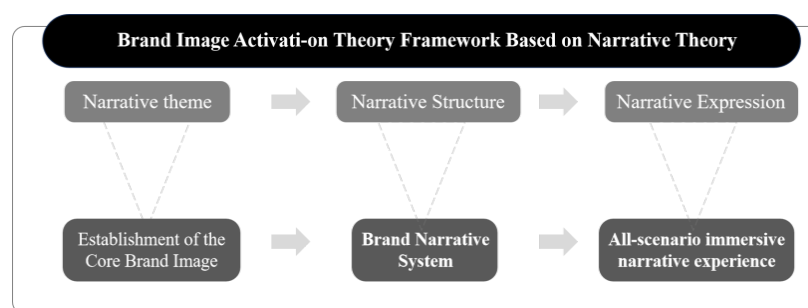 Brand Image Activati-on Theory Framework Based on Narrative Theory
Narrative theme
Narrative Structure
Narrative Expression
Establishment of the
Core Brand Image
Brand Narrative
System
All-scenario immersive
narrative experience